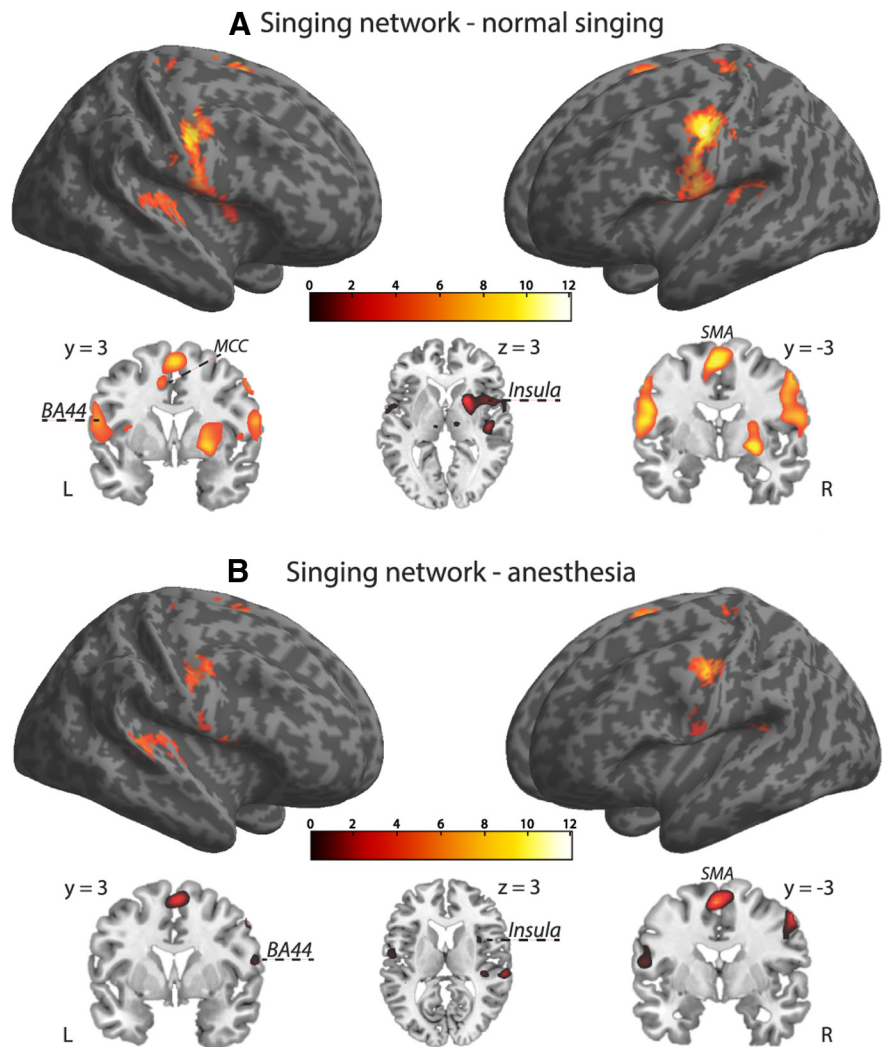 A Singing network - normal singing
0 2 4 6 8 10 12
y = 3 MCC z = 3 SMA y = -3
BA44 Insula
L R
B Singing network - anesthesia
0 2 4 6 8 10 12
y = 3 z = 3 SMA y = -3
BA44 Insula
L R